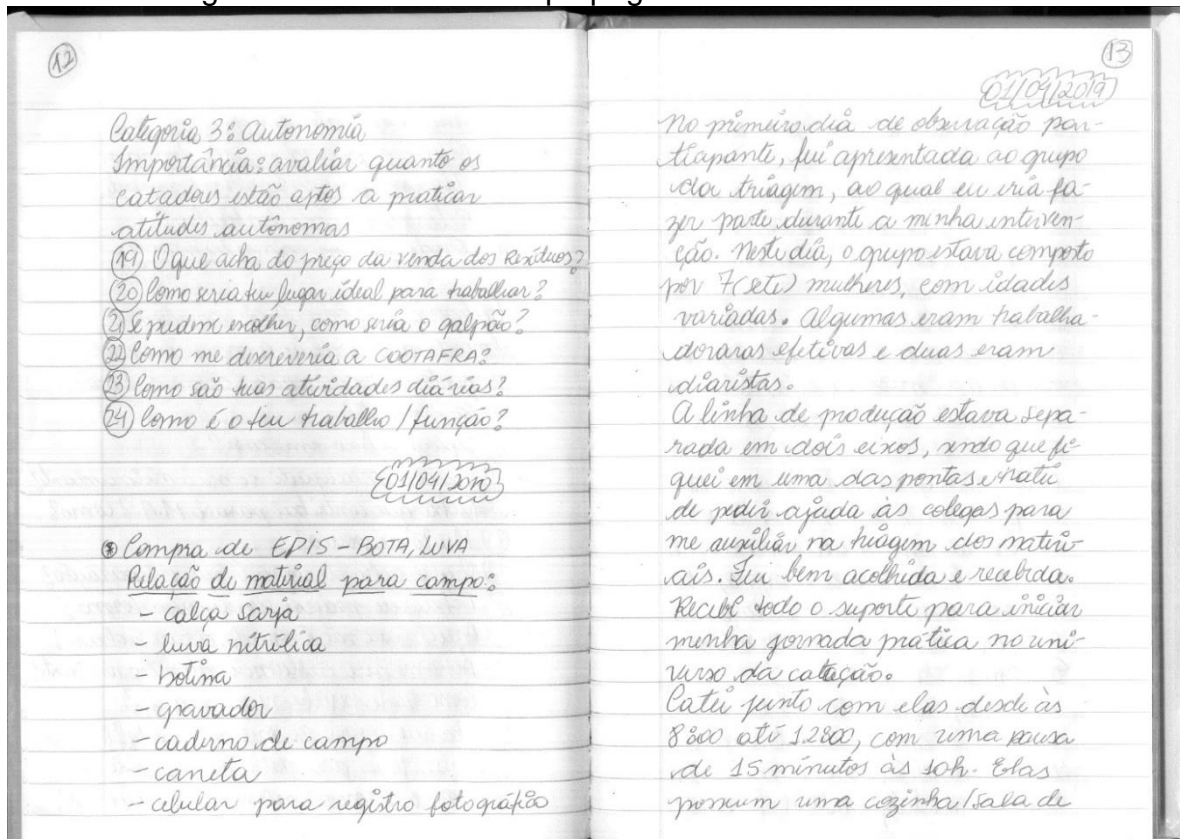 12
Categoria 3: Autonomia
Importância: avaliar quanto os
catadores estão aptos a praticar
atitudes autônomas
19 O que acha do preço da venda dos Resíduos?
20 Como seria teu lugar ideal para trabalhar?
21 Se pudesse escolher, como seria o galpão?
22 Como me descreveria a COOTAFRA?
23 Como são tuas atividades diárias?
24 Como é o teu trabalho / função?
01/04/2010
Compra de EPIS - BOTA, LUVA
Relação de material para campo:
- calça sarja
- luva nitrílica
- botina
- gravador
- caderno de campo
- caneta
- celular para registro fotográfico
13
01/04/2019
No primeiro dia de observação par-
ticipante, fui apresentada ao grupo
da triagem, ao qual eu iria fa-
zer parte durante a minha interven-
ção. Neste dia, o grupo estava composto
por 7 (sete) mulheres, com idades
variadas. Algumas eram trabalha-
doraras efetivas e duas eram
diaristas.
A linha de produção estava sepa-
rada em dois eixos, sendo que fi-
quei em uma das pontas e tratei
de pedir ajuda às colegas para
me auxiliar na triagem dos materi-
ais. Fui bem acolhida e recebida.
Recebi todo o suporte para iniciar
minha jornada prática no uni-
verso da catação.
Catei junto com elas desde às
8:00 até 12:00, com uma pausa
de 15 minutos às 10h. Elas
possuem uma cozinha / sala de